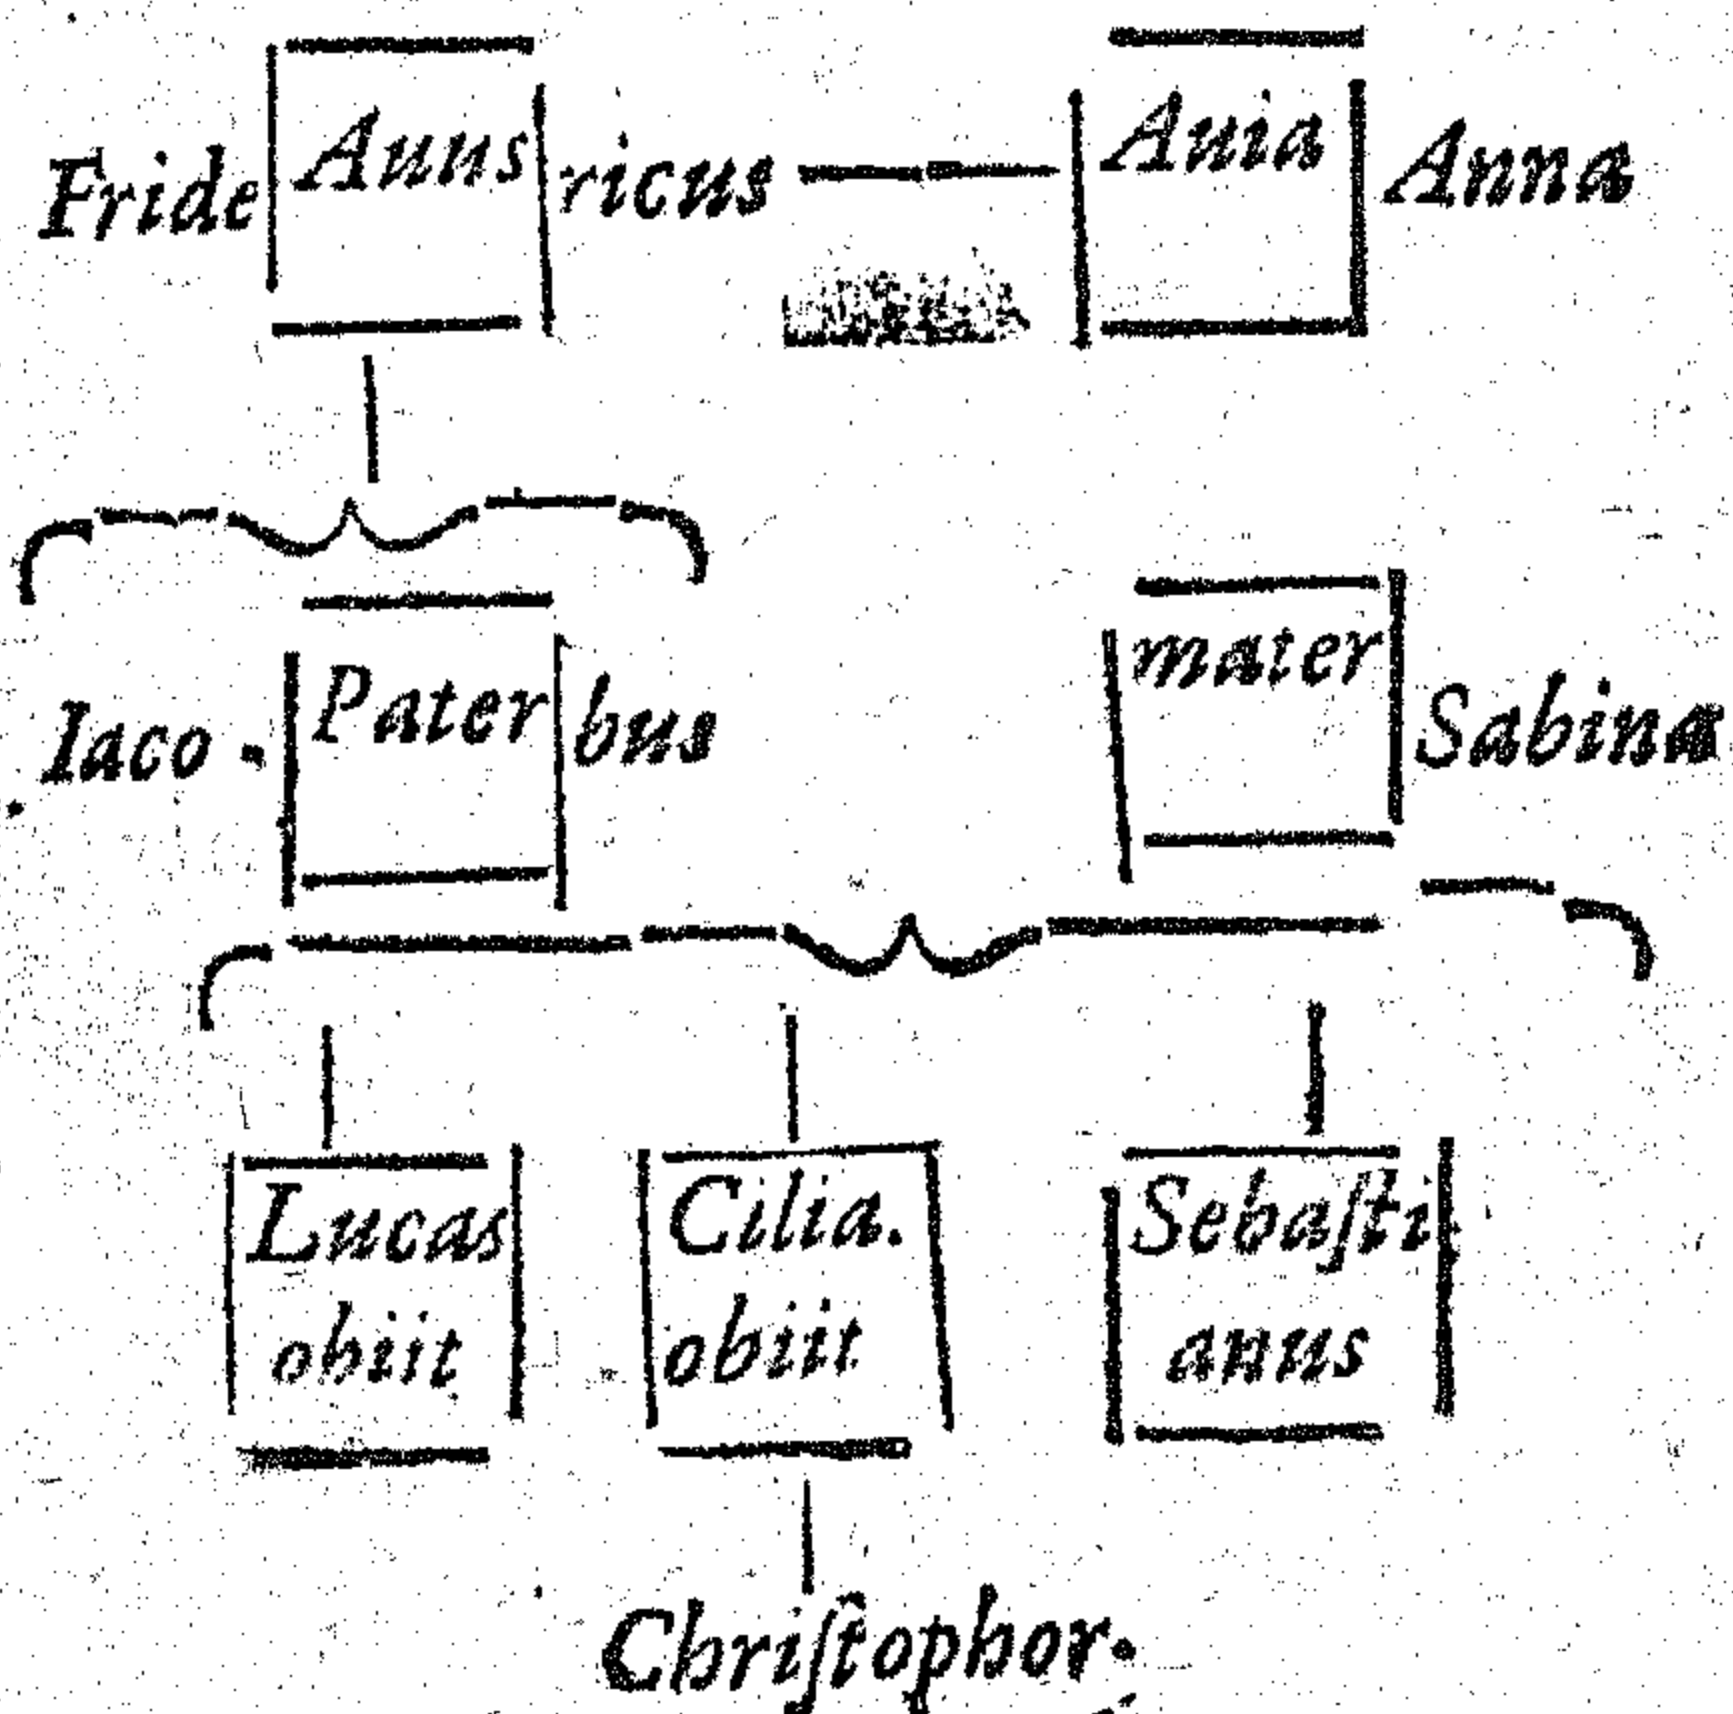 Fride Auus ricus Auia Anna
Iaco - Pater bus mater Sabina
Lucas Cilia. Sebaſti
obiit obiit anus
Chriſtophor.